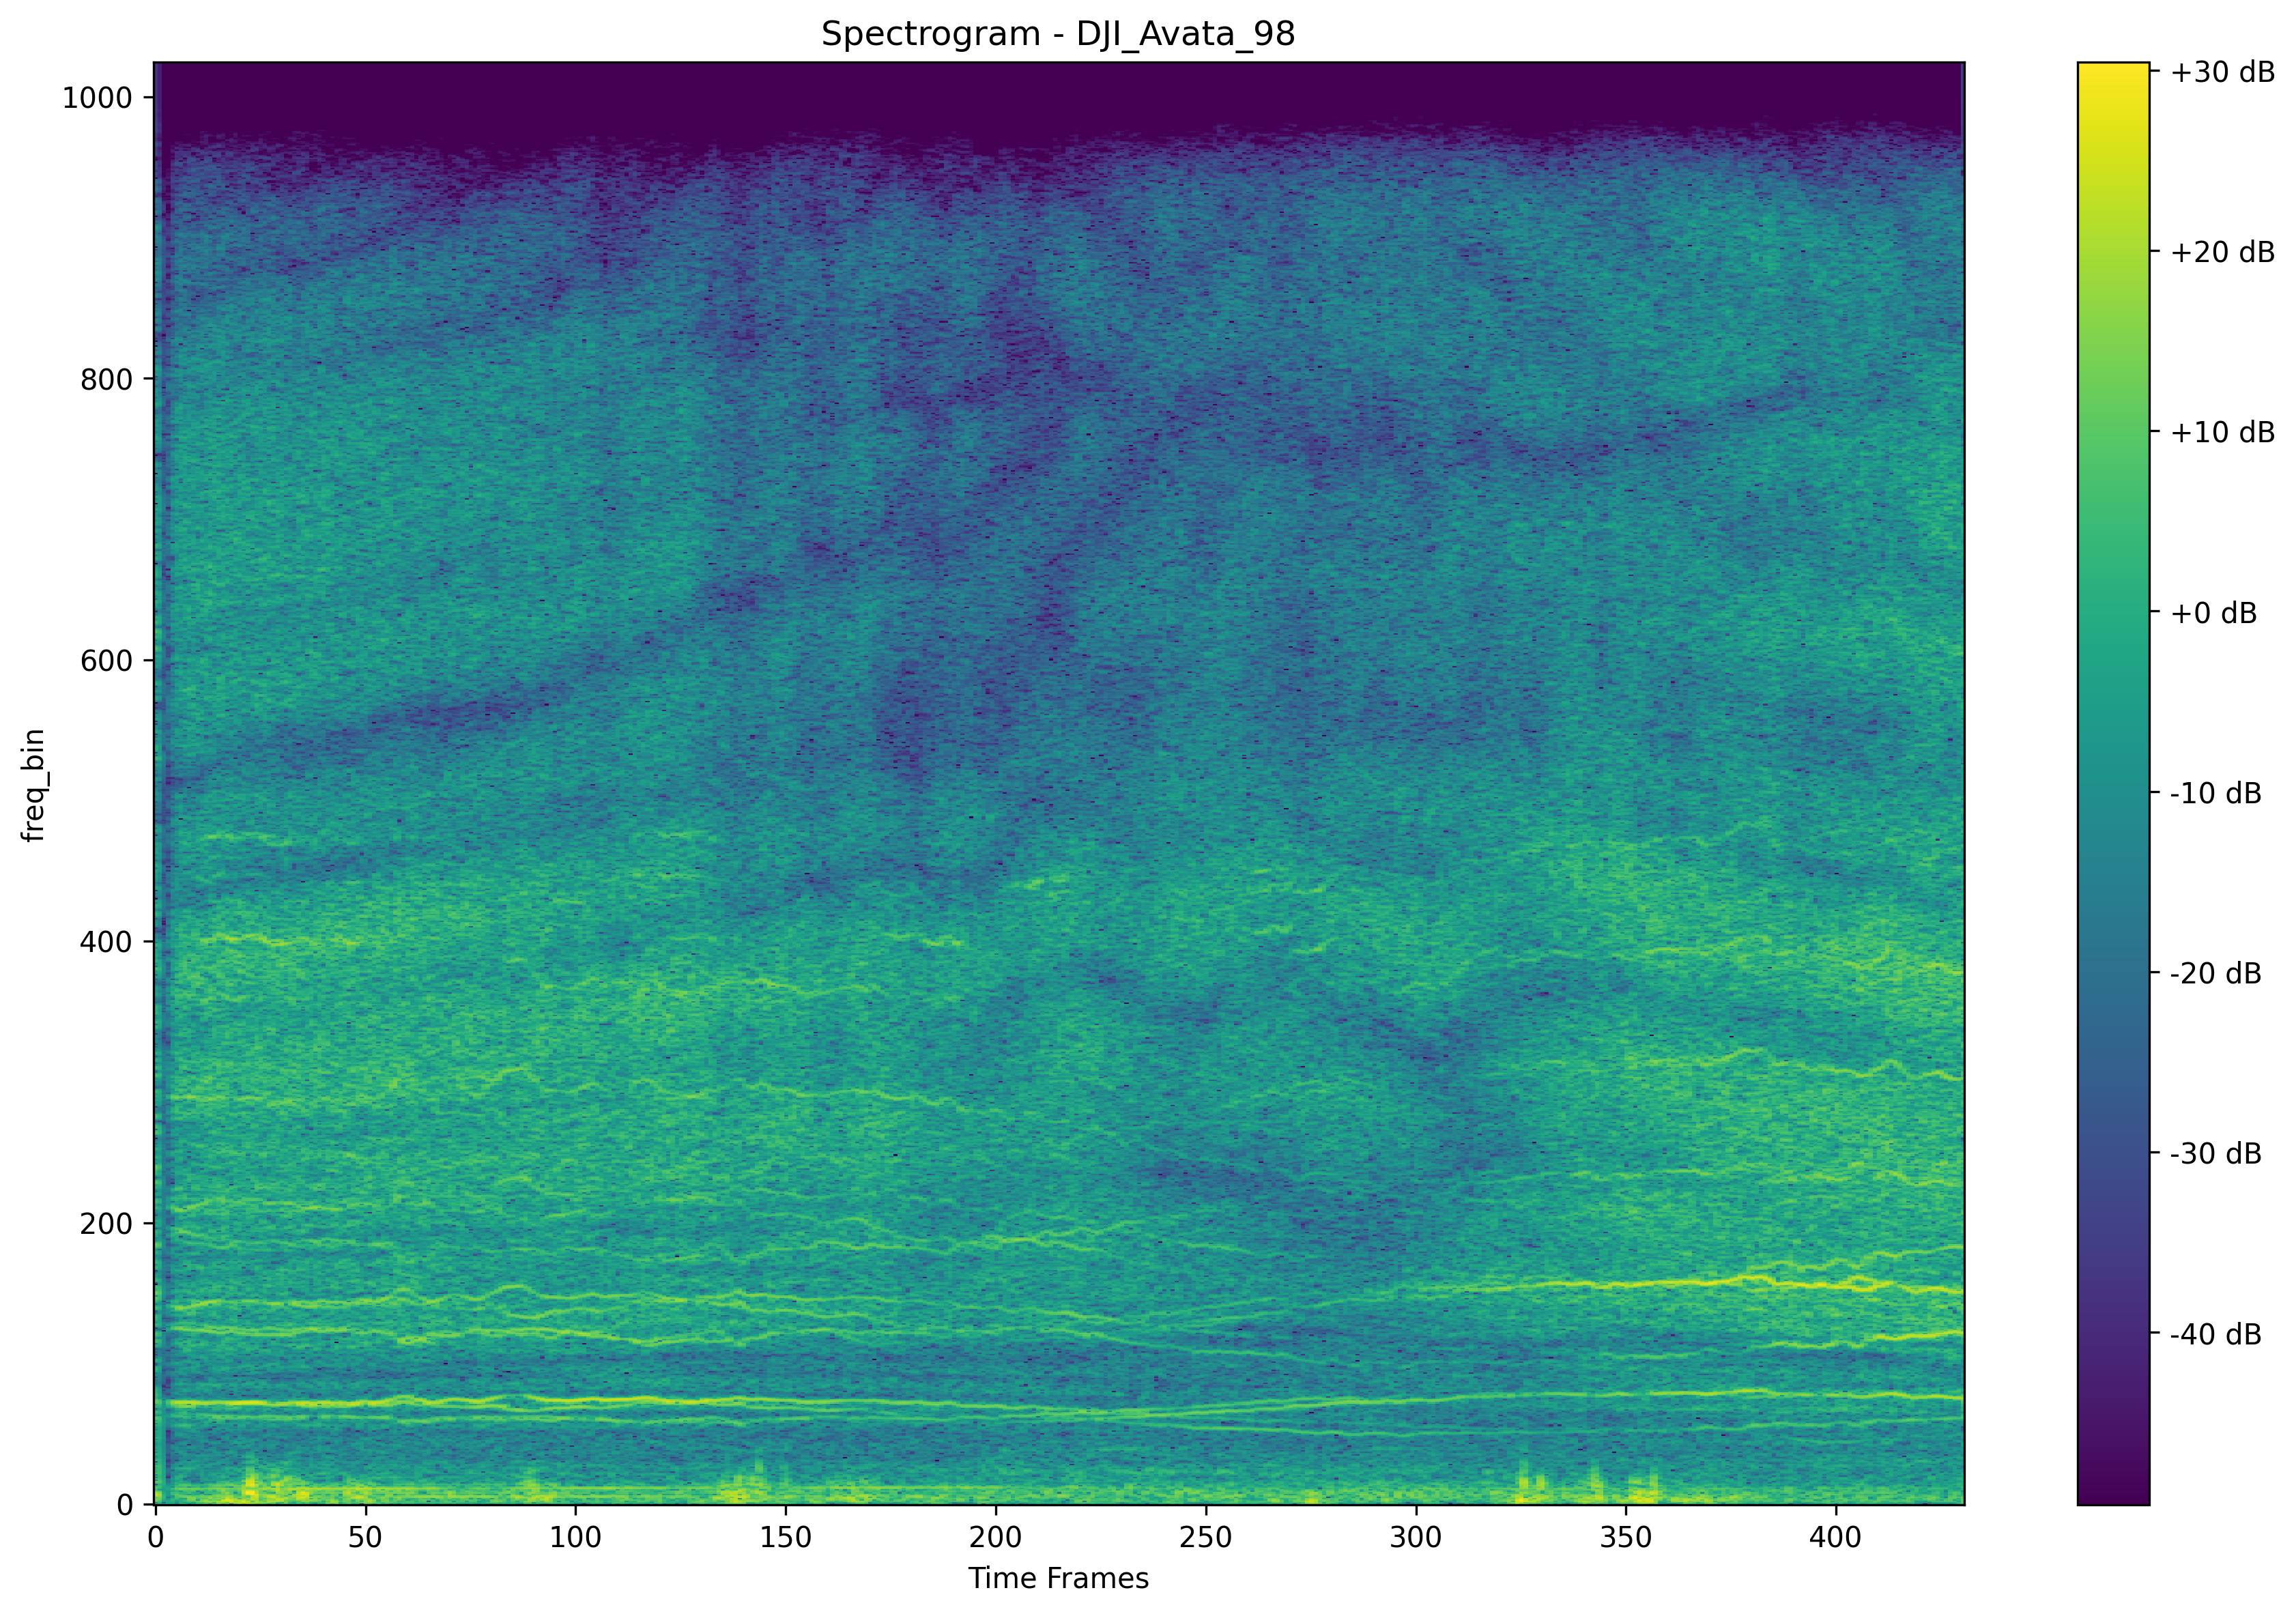 Spectrogram - DJI_Avata_98
freq_bin
1000
800
600
400
200
0
0 50 100 150 200 250 300 350 400
Time Frames
+30 dB
+20 dB
+10 dB
+0 dB
-10 dB
-20 dB
-30 dB
-40 dB